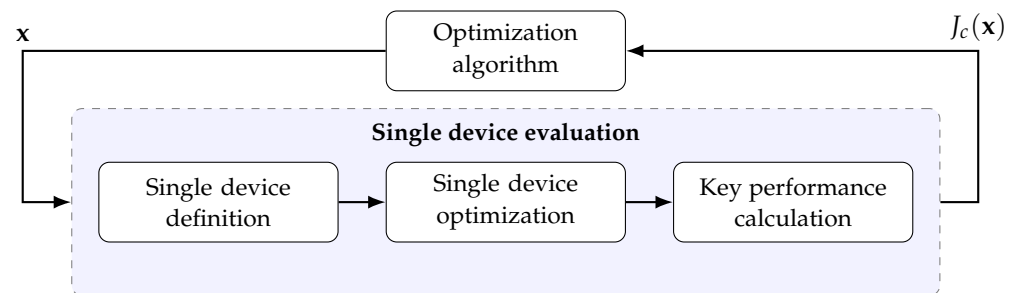 x
Optimization
algorithm
J_c(x)
Single device evaluation
Single device
definition
Single device
optimization
Key performance
calculation